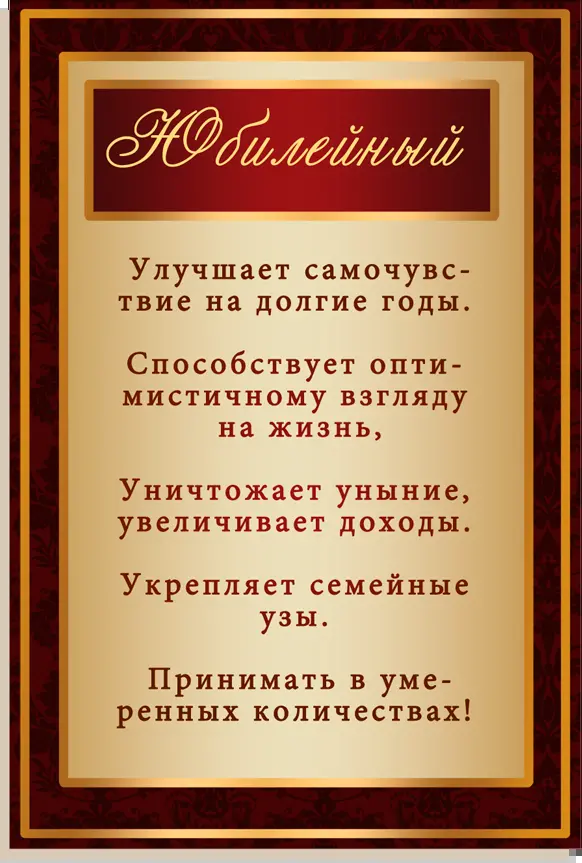 Юбилейный
Улучшает самочувс-
твие на долгие годы.
Способствует опти-
мистичному взгляду
на жизнь,
Уничтожает уныние,
увеличивает доходы.
Укрепляет семейные
узы.
Принимать в уме-
ренных количествах!